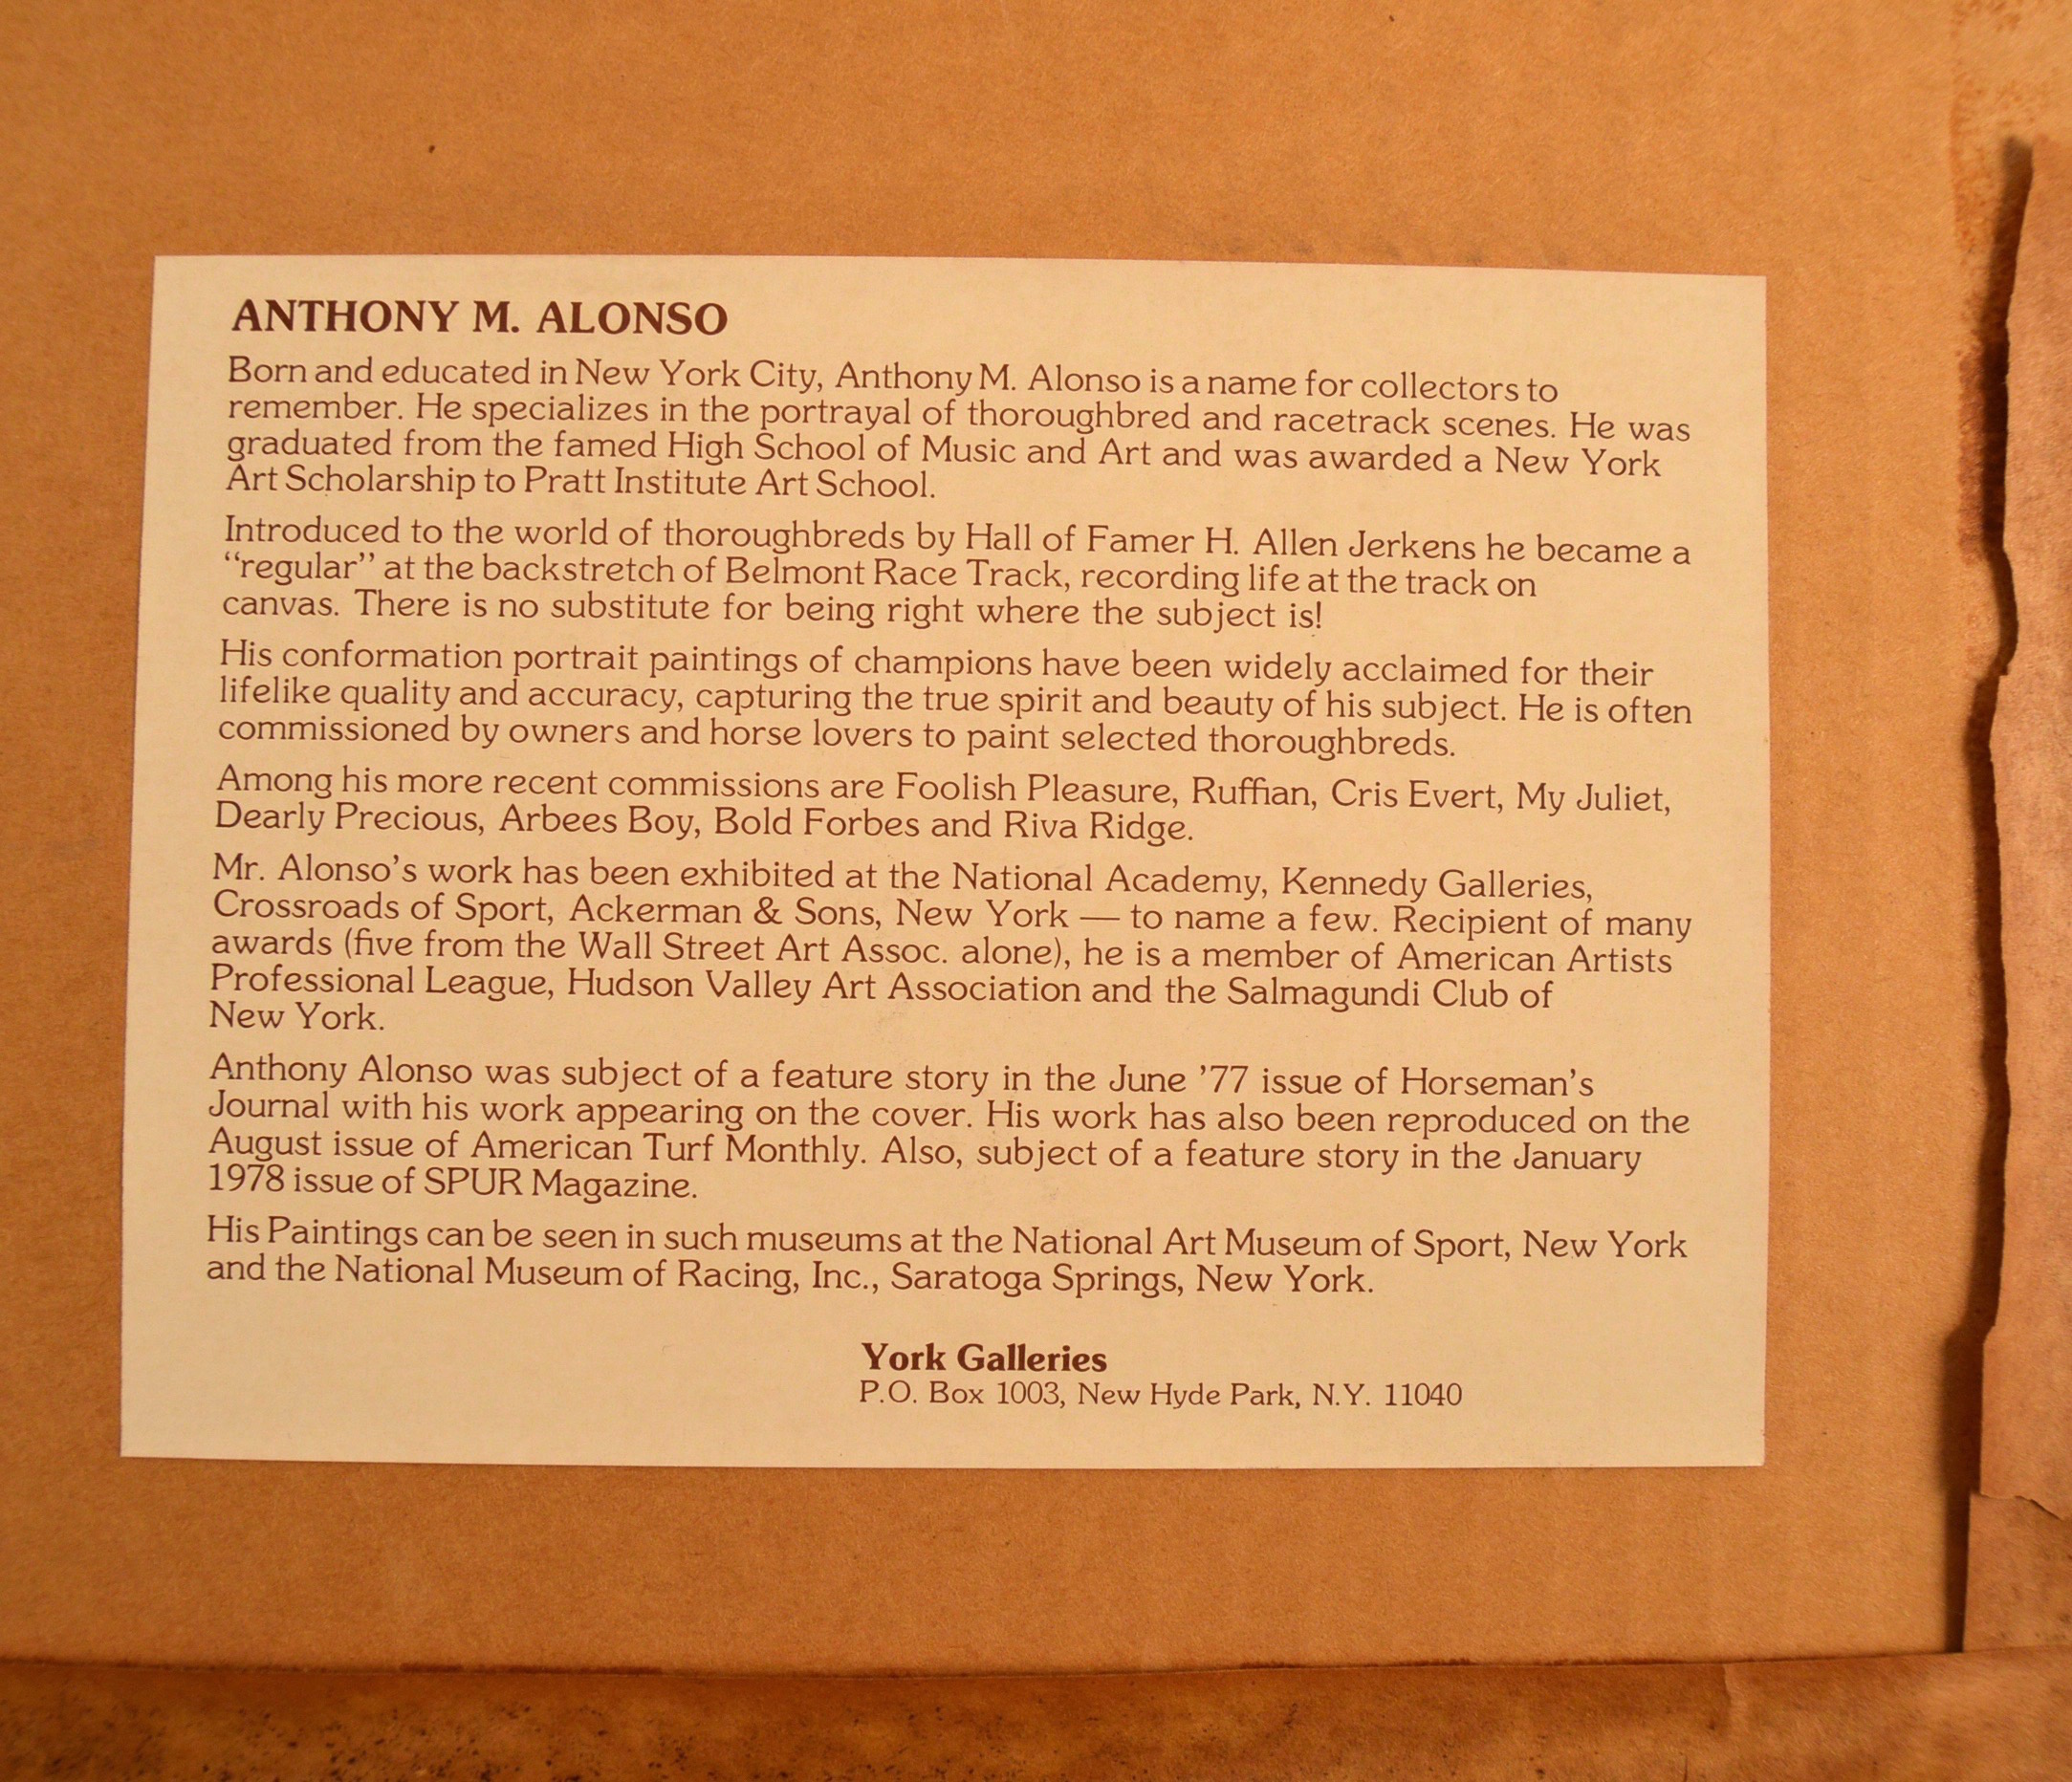 ANTHONY M. ALONSO
Born and educated in New York City, Anthony M. Alonso is a name for collectors to
remember. He specializes in the portrayal of thoroughbred and racetrack scenes. He was
graduated from the famed High School of Music and Art and was awarded a New York
Art Scholarship to Pratt Institute Art School.
Introduced to the world of thoroughbreds by Hall of Famer H. Allen Jerkens he became a
“regular” at the backstretch of Belmont Race Track, recording life at the track on
canvas. There is no substitute for being right where the subject is!
His conformation portrait paintings of champions have been widely acclaimed for their
lifelike quality and accuracy, capturing the true spirit and beauty of his subject. He is often
commissioned by owners and horse lovers to paint selected thoroughbreds.
Among his more recent commissions are Foolish Pleasure, Ruffian, Cris Evert, My Juliet,
Dearly Precious, Arbees Boy, Bold Forbes and Riva Ridge.
Mr. Alonso’s work has been exhibited at the National Academy, Kennedy Galleries,
Crossroads of Sport, Ackerman & Sons, New York — to name a few. Recipient of many
awards (five from the Wall Street Art Assoc. alone), he is a member of American Artists
Professional League, Hudson Valley Art Association and the Salmagundi Club of
New York.
Anthony Alonso was subject of a feature story in the June ’77 issue of Horseman’s
Journal with his work appearing on the cover. His work has also been reproduced on the
August issue of American Turf Monthly. Also, subject of a feature story in the January
1978 issue of SPUR Magazine.
His Paintings can be seen in such museums at the National Art Museum of Sport, New York
and the National Museum of Racing, Inc., Saratoga Springs, New York.
York Galleries
P.O. Box 1003, New Hyde Park, N.Y. 11040